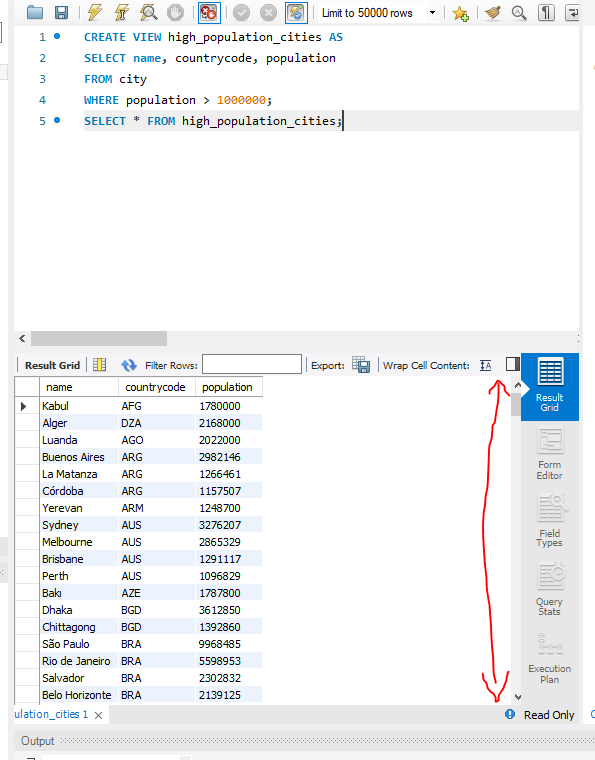 Limit to 50000 rows
1 CREATE VIEW high_population_cities AS
2 SELECT name, countrycode, population
3 FROM city
4 WHERE population > 1000000;
5 SELECT * FROM high_population_cities;
Result Grid Filter Rows: Export: Wrap Cell Content:
name countrycode population
Kabul AFG 1780000
Alger DZA 2168000
Luanda AGO 2022000
Buenos Aires ARG 2982146
La Matanza ARG 1266461
Córdoba ARG 1157507
Yerevan ARM 1248700
Sydney AUS 3276207
Melbourne AUS 2865329
Brisbane AUS 1291117
Perth AUS 1096829
Baki AZE 1787800
Dhaka BGD 3612850
Chittagong BGD 1392860
São Paulo BRA 9968485
Rio de Janeiro BRA 5598953
Salvador BRA 2302832
Belo Horizonte BRA 2139125
Result
Grid
Form
Editor
Field
Types
Query
Stats
Execution
Plan
ulation_cities 1
Read Only
Output